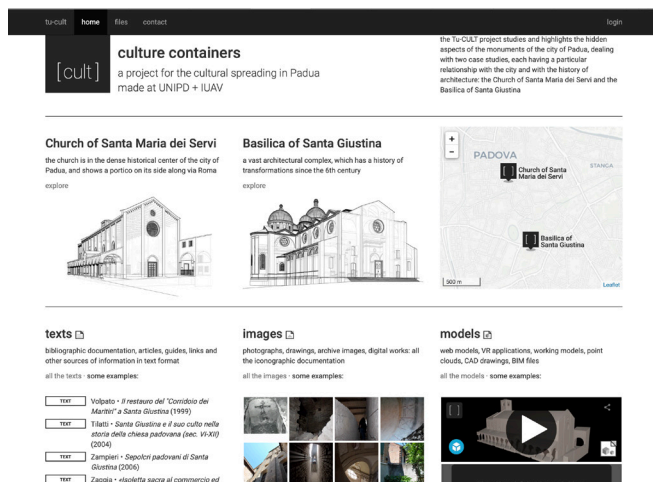 tu-cult home files contact login
[cult]
culture containers
a project for the cultural spreading in Padua
made at UNIPD + IUAV
the Tu-CULT project studies and highlights the hidden
aspects of the monuments of the city of Padua, dealing
with two case studies, each having a particular
relationship with the city and with the history of
architecture: the Church of Santa Maria dei Servi and the
Basilica of Santa Giustina
Church of Santa Maria dei Servi
the church is in the dense historical center of the city of
Padua, and shows a portico on its side along via Roma
explore
Basilica of Santa Giustina
a vast architectural complex, which has a history of
transformations since the 6th century
explore
+
-
PADOVA
STANGA
[ ] Church of Santa
Maria dei Servi
[ ] Basilica of
Santa Giustina
500 m
Leaflet
texts
bibliographic documentation, articles, guides, links and
other sources of information in text format
all the texts · some examples:
TEXT Volpato • Il restauro del "Corridoio dei
Martiri" a Santa Giustina (1999)
TEXT Tilatti • Santa Giustina e il suo culto nella
storia della chiesa padovana (sec. VI-XII)
(2004)
TEXT Zampieri • Sepolcri padovani di Santa
Giustina (2006)
TEXT Zaggia • «Isoletta sacra al commercio ed
images
photographs, drawings, archive images, digital works: all
the iconographic documentation
all the images · some examples:
models
web models, VR applications, working models, point
clouds, CAD drawings, BIM files
all the models · some examples:
[ ]